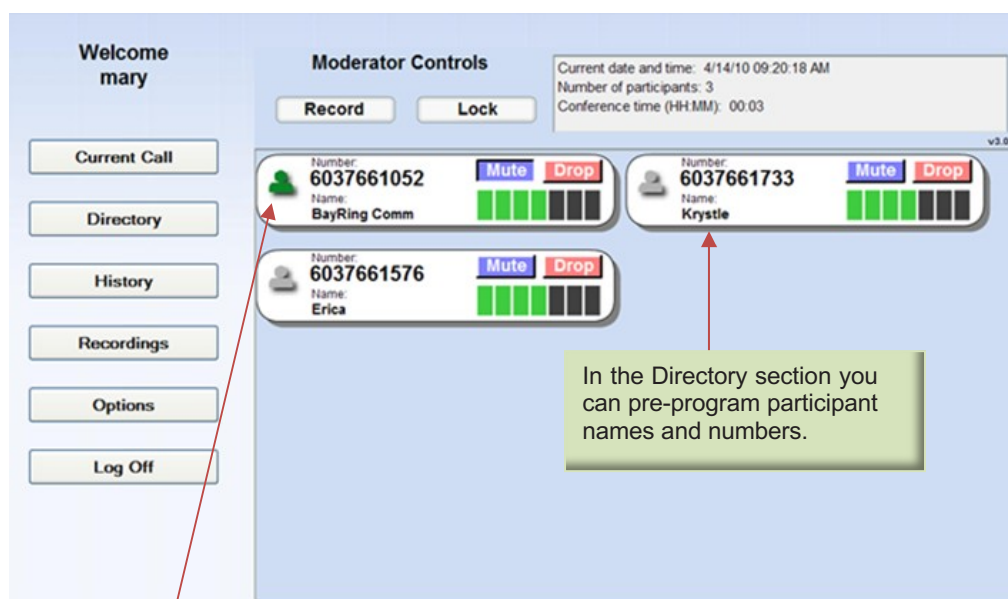 Welcome
mary
Current Call
Directory
History
Recordings
Options
Log Off
Moderator Controls
Record
Lock
Current date and time: 4/14/10 09:20:18 AM
Number of participants: 3
Conference time (HH:MM): 00:03
v3.0
Number:
6037661052
Name:
BayRing Comm
Mute
Drop
Number:
6037661733
Name:
Krystle
Mute
Drop
Number:
6037661576
Name:
Erica
Mute
Drop
In the Directory section you
can pre-program participant
names and numbers.